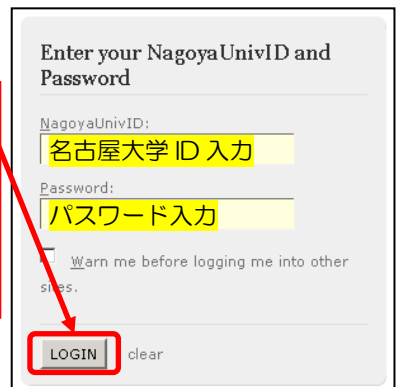 Enter your NagoyaUnivID and
Password
NagoyaUnivID:
名古屋大学 ID 入力
Password:
パスワード入力
Warn me before logging me into other
sites.
LOGIN clear